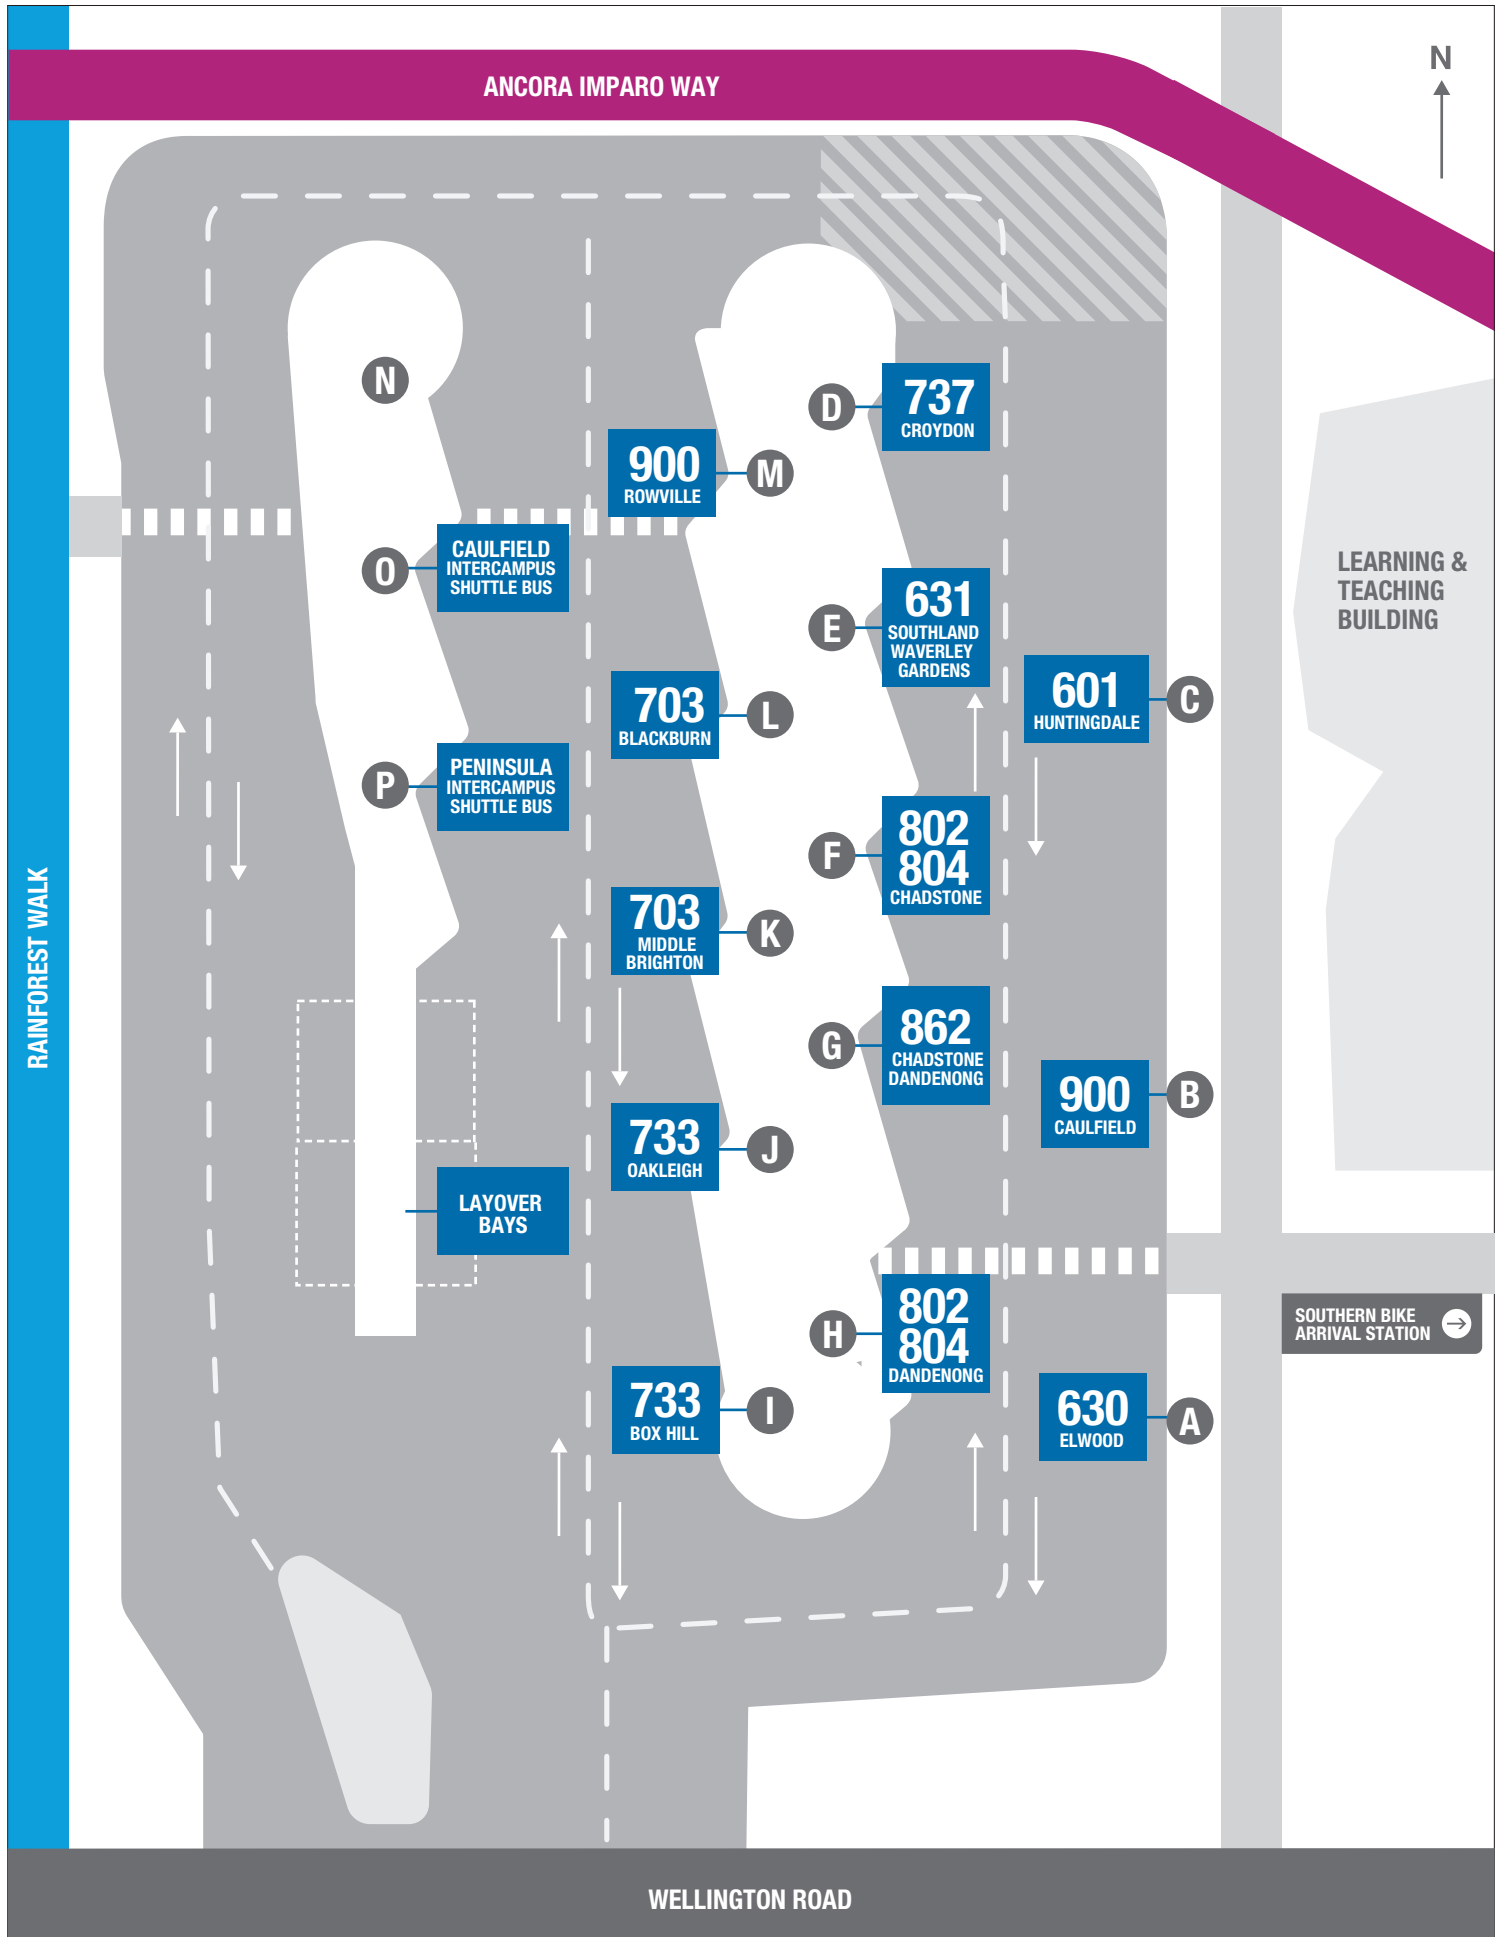 ANCORA IMPARO WAY
N
N
D
737
CROYDON
900
ROWVILLE
M
O
CAULFIELD
INTERCAMPUS
SHUTTLE BUS
E
631
SOUTHLAND
WAVERLEY
GARDENS
LEARNING &
TEACHING
BUILDING
703
BLACKBURN
L
601
HUNTINGDALE
C
P
PENINSULA
INTERCAMPUS
SHUTTLE BUS
F
802
804
CHADSTONE
RAINFOREST WALK
703
MIDDLE
BRIGHTON
K
G
862
CHADSTONE
DANDENONG
900
CAULFIELD
B
733
OAKLEIGH
J
LAYOVER
BAYS
H
802
804
DANDENONG
SOUTHERN BIKE
ARRIVAL STATION
733
BOX HILL
I
630
ELWOOD
A
WELLINGTON ROAD